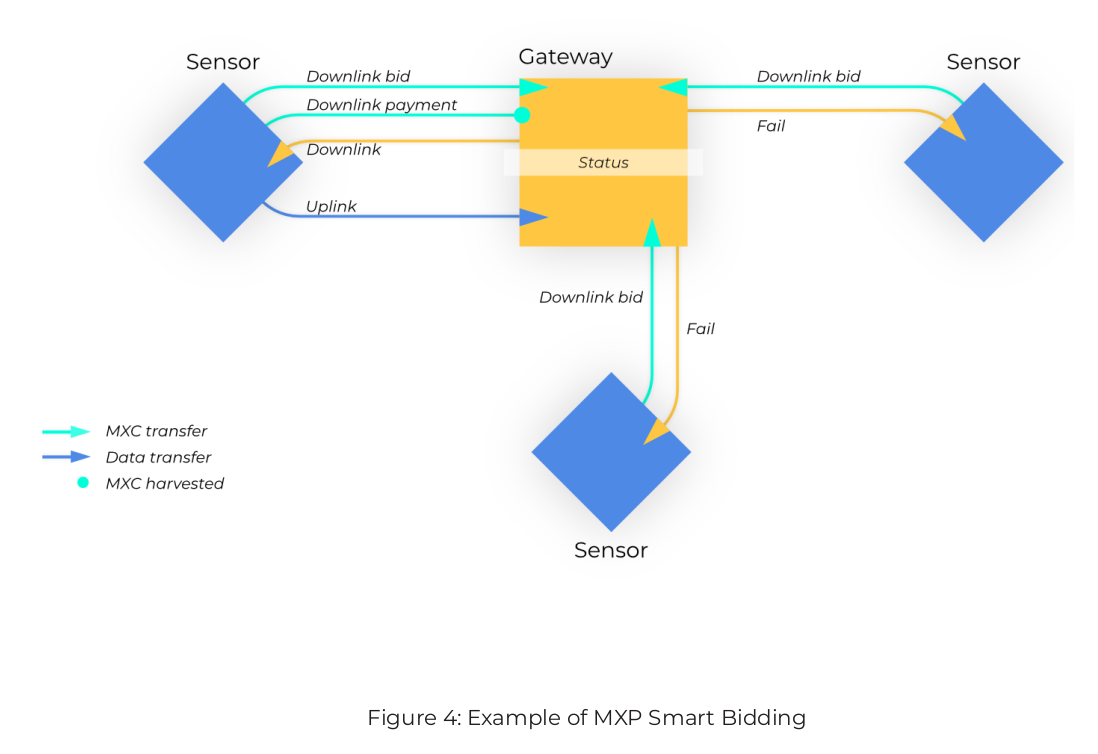 Sensor
Gateway
Sensor
Downlink bid
Downlink bid
Downlink payment
Fail
Downlink
Status
Uplink
Downlink bid
Fail
MXC transfer
Data transfer
MXC harvested
Sensor
Figure 4: Example of MXP Smart Bidding